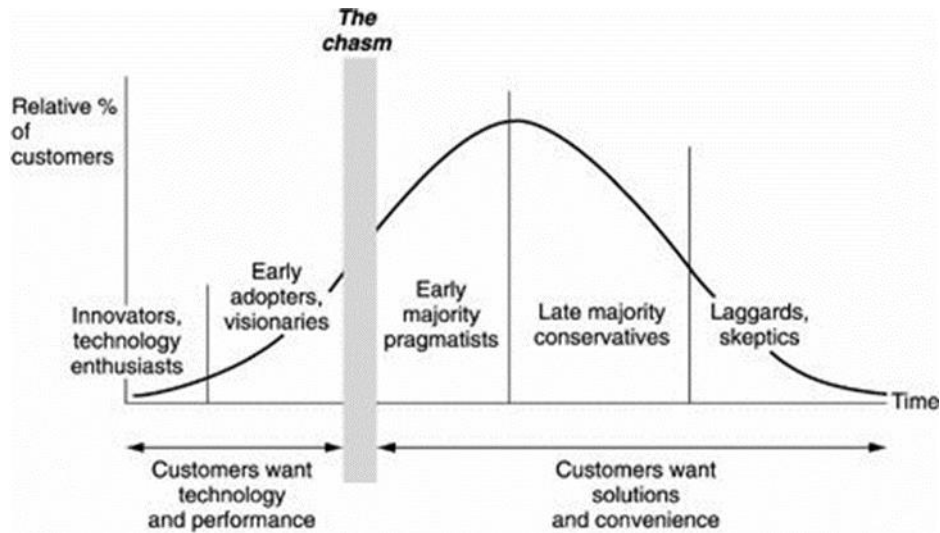 The
chasm
Relative %
of
customers
Innovators,
technology
enthusiasts
Early
adopters,
visionaries
Early
majority
pragmatists
Late majority
conservatives
Laggards,
skeptics
Time
Customers want
technology
and performance
Customers want
solutions
and convenience